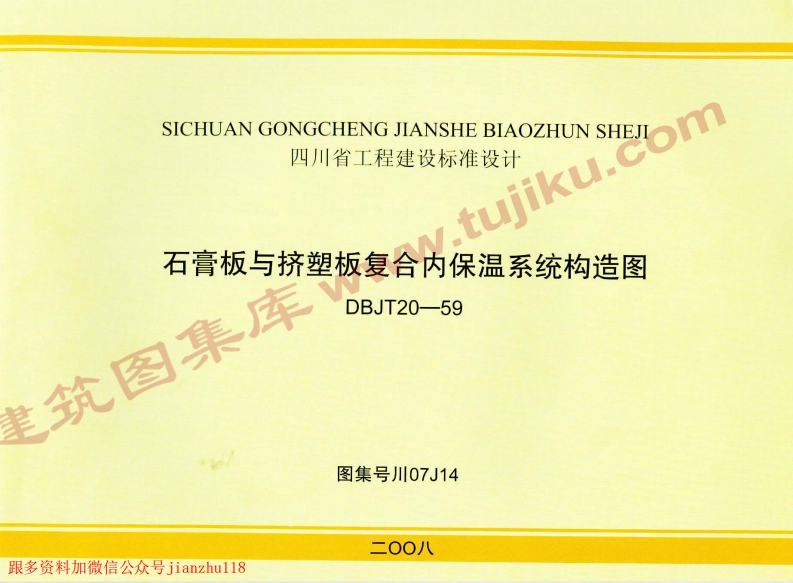 SICHUAN GONGCHENG JIANSHE BIAOZHUN SHEJI
四川省工程建设标准设计
石膏板与挤塑板复合内保温系统构造图
DBJT20—59
建筑图集库 www.tujiku.com
图集号川07J14
二〇〇八
跟多资料加微信公众号jianzhu118